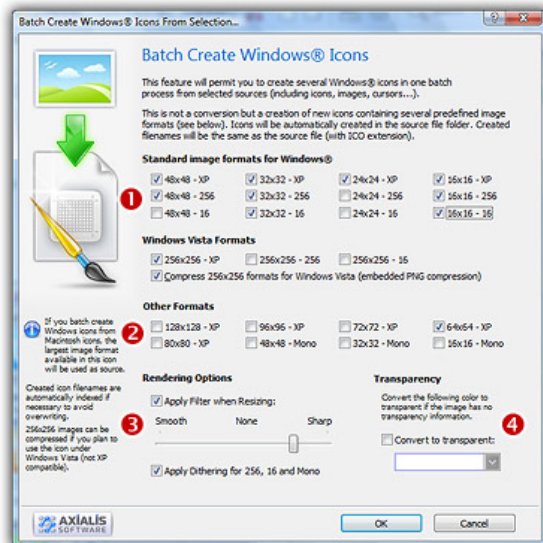 Batch Create Windows® Icons From Selection...
Batch Create Windows® Icons
This feature will permit you to create several Windows® icons in one batch
process from selected sources (including icons, images, cursors...).
This is not a conversion but a creation of new icons containing several predefined image
formats (see below). Icons will be automatically created in the source file folder. Created
filenames will be the same as the source file (with ICO extension).
Standard image formats for Windows®
1
48x48 - XP 32x32 - XP 24x24 - XP 16x16 - XP
48x48 - 256 32x32 - 256 24x24 - 256 16x16 - 256
48x48 - 16 32x32 - 16 24x24 - 16 16x16 - 16
Windows Vista Formats
256x256 - XP 256x256 - 256 256x256 - 16
Compress 256x256 formats for Windows Vista (embedded PNG compression)
Other Formats
2
128x128 - XP 96x96 - XP 72x72 - XP 64x64 - XP
80x80 - XP 48x48 - Mono 32x32 - Mono 16x16 - Mono
If you batch create
Windows icons from
Macintosh icons, the
largest image format
available in this icon
will be used as source.
Created icon filenames are
automatically indexed if
necessary to avoid
overwriting.
256x256 images can be
compressed if you plan to
use the icon under
Windows Vista (not XP
compatible).
Rendering Options
3
Apply Filter when Resizing:
Smooth None Sharp
Apply Dithering for 256, 16 and Mono
Transparency
Convert the following color to
transparent if the image has no
transparency information.
4
Convert to transparent:
AXIALIS
SOFTWARE
OK
Cancel